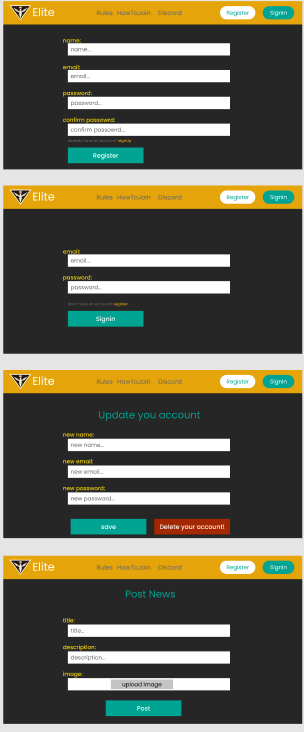 Elite Rules HowToJoin Discord Register Signin
name:
name...
email:
email...
password:
password...
confirm passowrd:
confirm passowrd...
already have an account? signup
Register
Elite Rules HowToJoin Discord Register Signin
email:
email...
password:
password...
don't have an account? register
Signin
Elite Rules HowToJoin Discord Register Signin
Update you account
new name:
new name...
new email:
new email...
new password:
new password...
save Delete your account!
Elite Rules HowToJoin Discord Register Signin
Post News
title:
title...
description:
description...
image:
upload image
Post